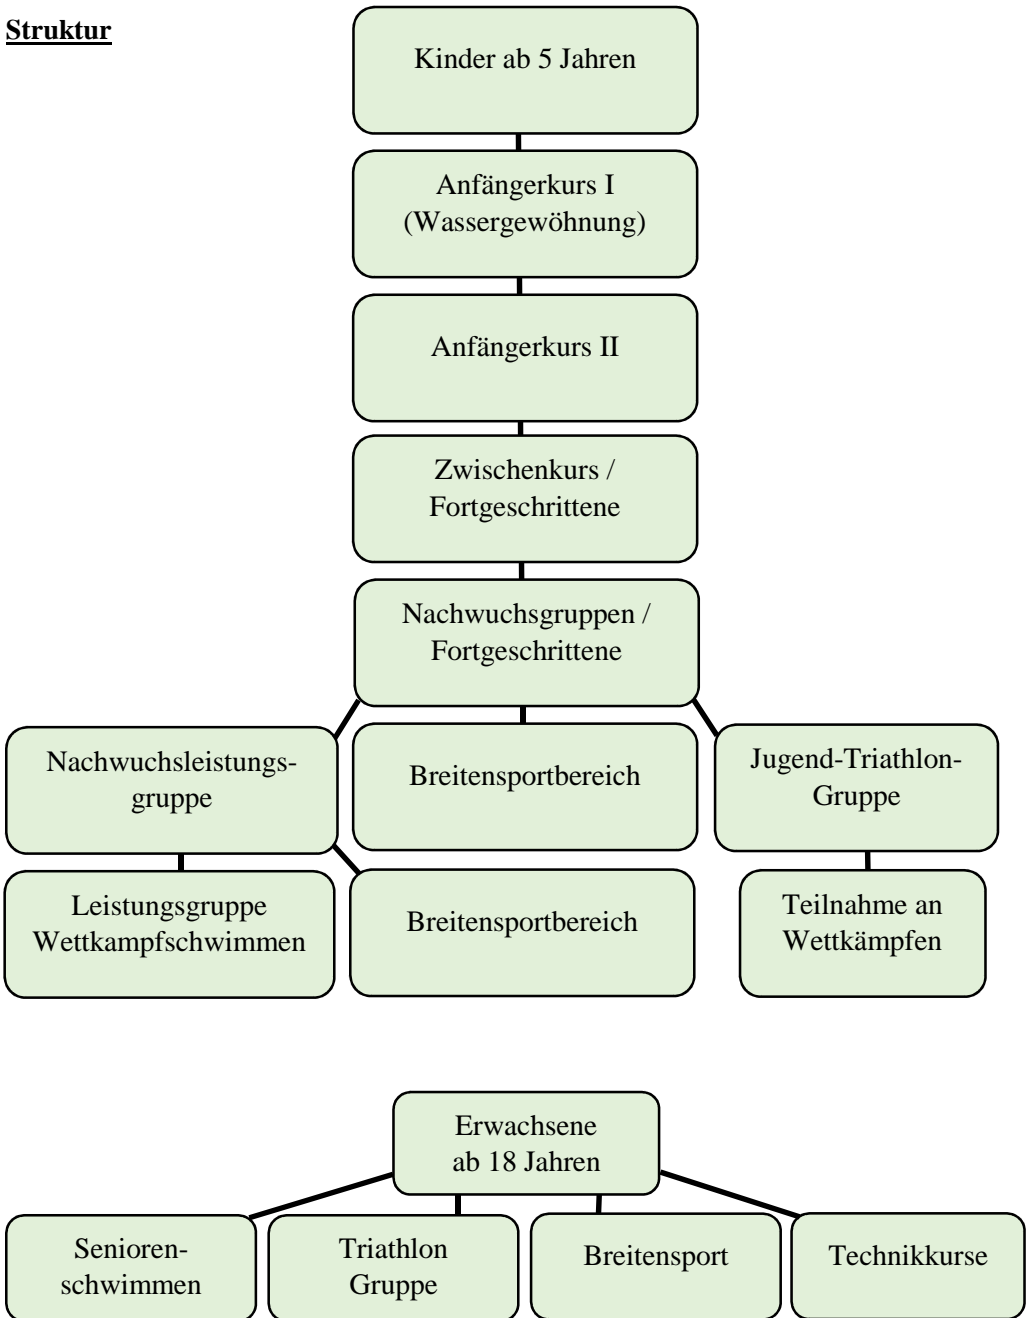 Struktur
Kinder ab 5 Jahren
Anfängerkurs I
(Wassergewöhnung)
Anfängerkurs II
Zwischenkurs /
Fortgeschrittene
Nachwuchsgruppen /
Fortgeschrittene
Nachwuchsleistungs-
gruppe
Breitensportbereich
Jugend-Triathlon-
Gruppe
Leistungsgruppe
Wettkampfschwimmen
Breitensportbereich
Teilnahme an
Wettkämpfen
Erwachsene
ab 18 Jahren
Senioren-
schwimmen
Triathlon
Gruppe
Breitensport
Technikkurse